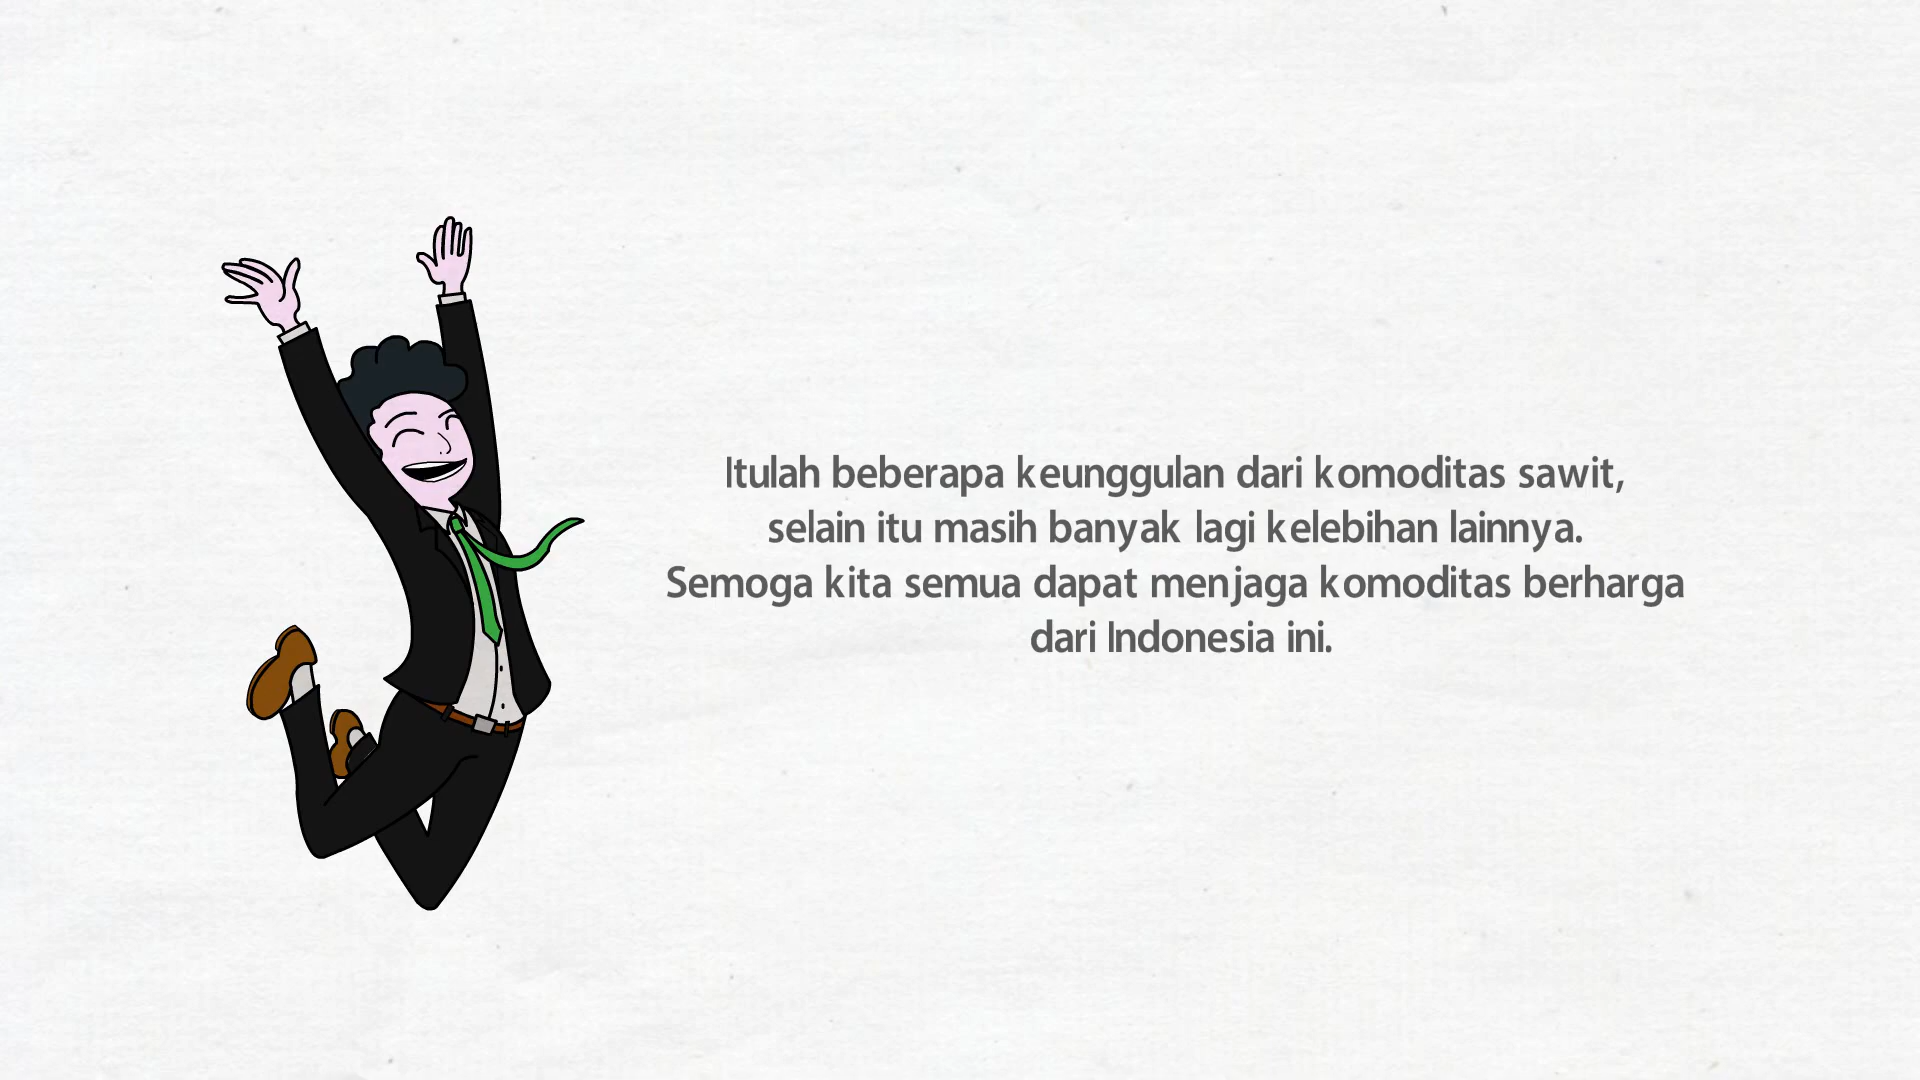 Itulah beberapa keunggulan dari komoditas sawit,
selain itu masih banyak lagi kelebihan lainnya.
Semoga kita semua dapat menjaga komoditas berharga
dari Indonesia ini.